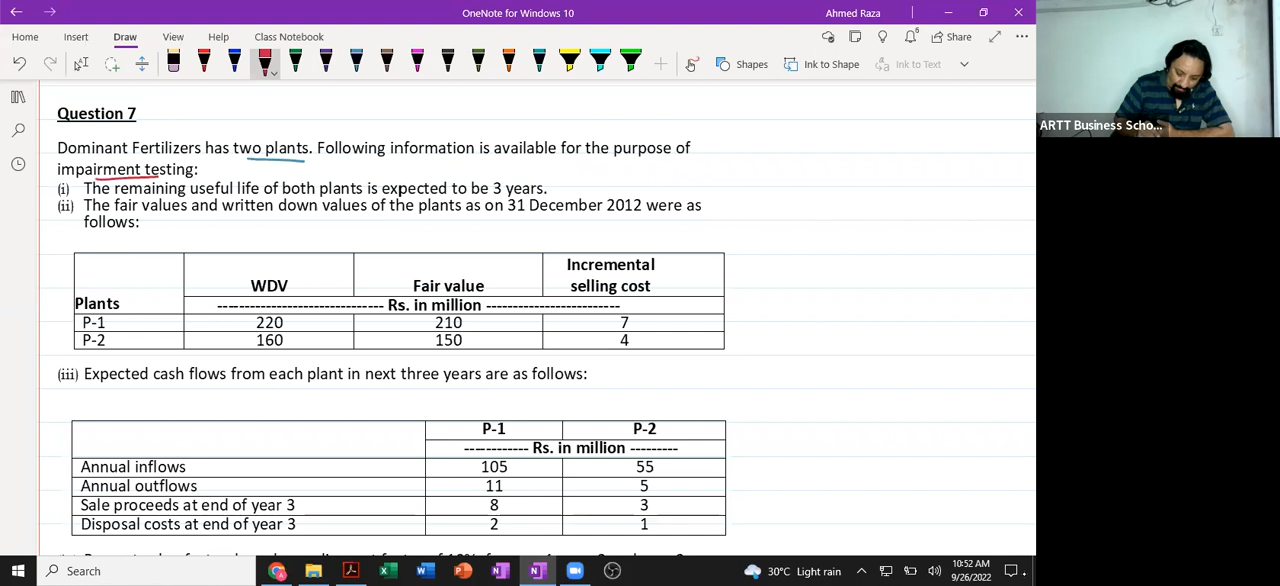 OneNote for Windows 10
Ahmed Raza
Home Insert Draw View Help Class Notebook
6 Share
Shapes Ink to Shape Ink to Text
ARTT Business Scho...
Question 7
Dominant Fertilizers has two plants. Following information is available for the purpose of
impairment testing:
(i) The remaining useful life of both plants is expected to be 3 years.
(ii) The fair values and written down values of the plants as on 31 December 2012 were as
follows:
Plants WDV Fair value Incremental selling cost
------------------------------- Rs. in million -------------------------
P-1 220 210 7
P-2 160 150 4
(iii) Expected cash flows from each plant in next three years are as follows:
P-1 P-2
------------ Rs. in million ---------
Annual inflows 105 55
Annual outflows 11 5
Sale proceeds at end of year 3 8 3
Disposal costs at end of year 3 2 1
Search
30°C Light rain
10:52 AM
9/26/2022